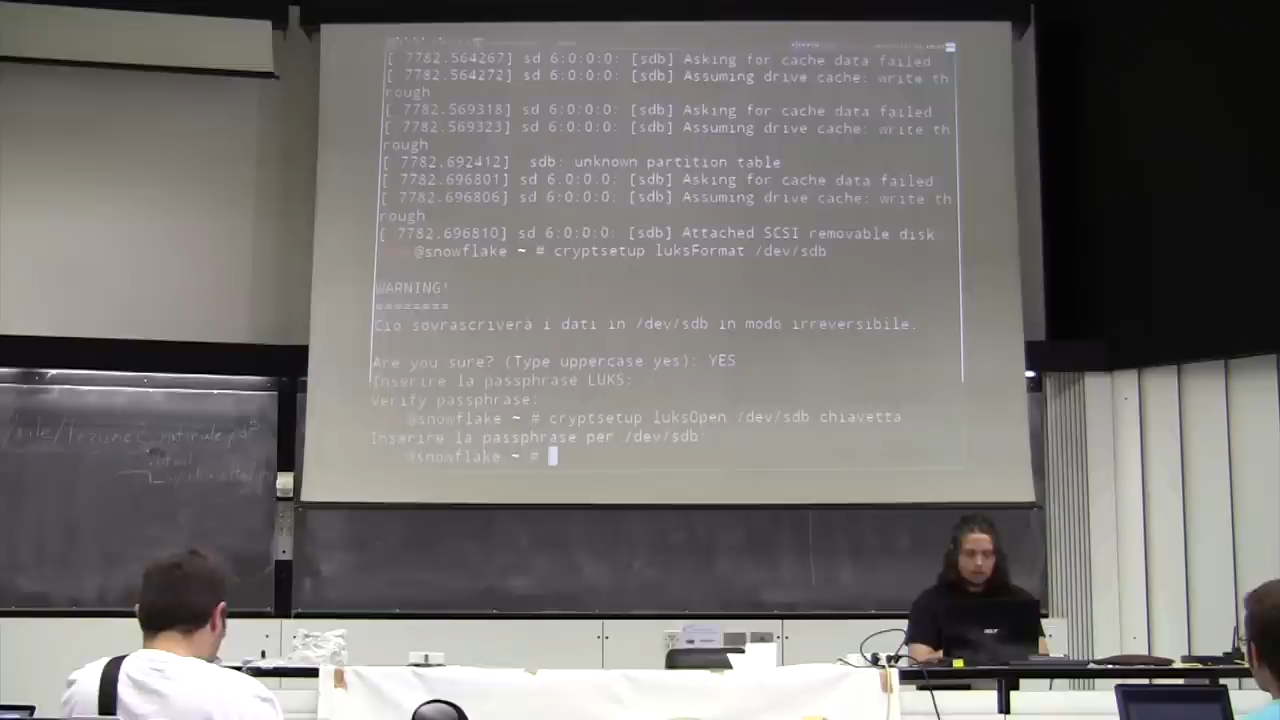 [ 7782.564267] sd 6:0:0:0: [sdb] Asking for cache data failed
[ 7782.564272] sd 6:0:0:0: [sdb] Assuming drive cache: write th
rough
[ 7782.569318] sd 6:0:0:0: [sdb] Asking for cache data failed
[ 7782.569323] sd 6:0:0:0: [sdb] Assuming drive cache: write th
rough
[ 7782.692412]  sdb: unknown partition table
[ 7782.696801] sd 6:0:0:0: [sdb] Asking for cache data failed
[ 7782.696806] sd 6:0:0:0: [sdb] Assuming drive cache: write th
rough
[ 7782.696810] sd 6:0:0:0: [sdb] Attached SCSI removable disk
@snowflake ~ # cryptsetup luksFormat /dev/sdb
WARNING!
========
Ciò sovrascriverà i dati in /dev/sdb in modo irreversibile.
Are you sure? (Type uppercase yes): YES
Inserire la passphrase LUKS:
Verify passphrase:
@snowflake ~ # cryptsetup luksOpen /dev/sdb chiavetta
Inserire la passphrase per /dev/sdb:
@snowflake ~ #
acer